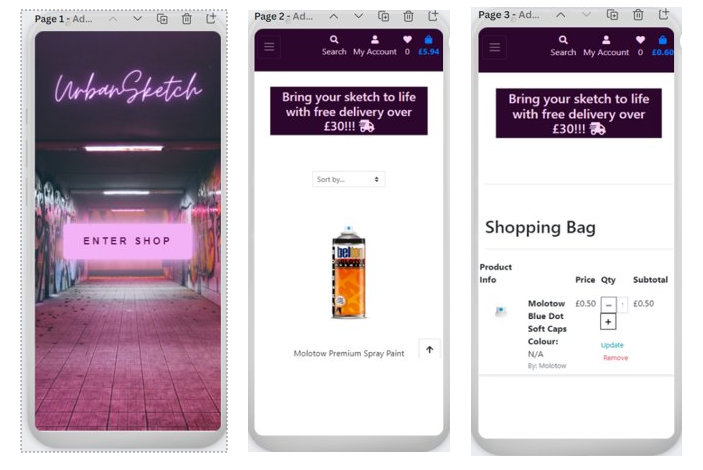 Page 1 - Ad...
UrbanSketch
ENTER SHOP
Page 2 - Ad...
Search My Account 0 £5.94
Bring your sketch to life
with free delivery over
£30!!!
Sort by...
belton
MOLOTOW
Molotow Premium Spray Paint
Page 3 - Ad...
Search My Account 0 £0.60
Bring your sketch to life
with free delivery over
£30!!!
Shopping Bag
Product
Info Price Qty Subtotal
Molotow £0.50 − 1 £0.50
Blue Dot
Soft Caps +
Colour:
N/A Update
By: Molotow Remove